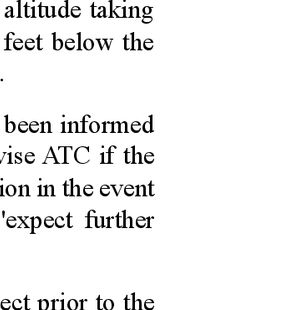 altitude taking
feet below the
.
been informed
vise ATC if the
ion in the event
'expect further
ect prior to the